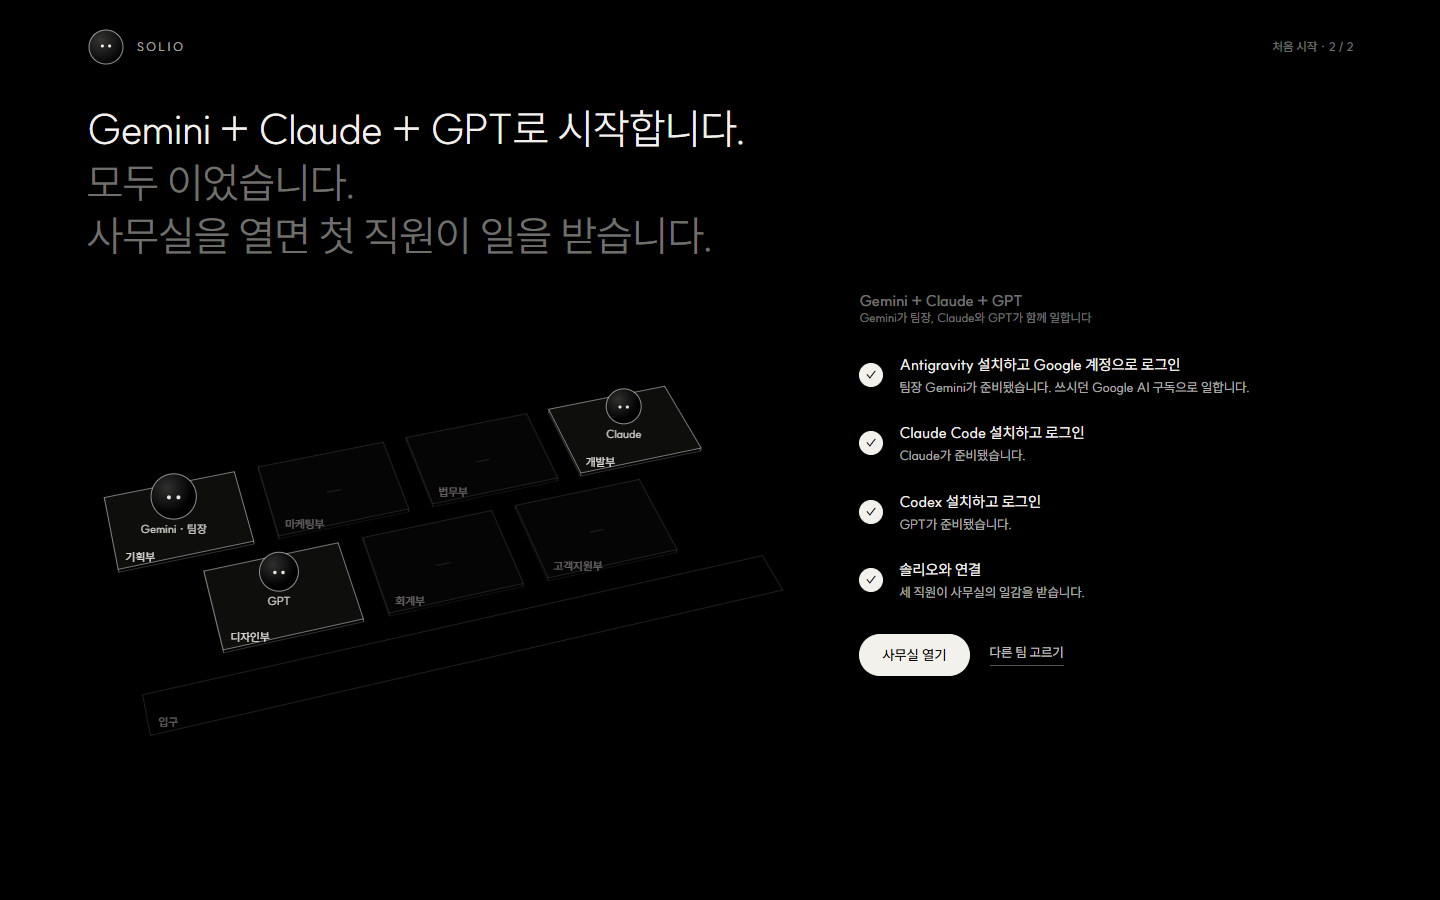 SOLIO
처음 시작 · 2 / 2
Gemini + Claude + GPT로 시작합니다.
모두 이었습니다.
사무실을 열면 첫 직원이 일을 받습니다.
Gemini + Claude + GPT
Gemini가 팀장, Claude와 GPT가 함께 일합니다
Antigravity 설치하고 Google 계정으로 로그인
팀장 Gemini가 준비됐습니다. 쓰시던 Google AI 구독으로 일합니다.
Claude Code 설치하고 로그인
Claude가 준비됐습니다.
Codex 설치하고 로그인
GPT가 준비됐습니다.
솔리오와 연결
세 직원이 사무실의 일감을 받습니다.
사무실 열기
다른 팀 고르기
Claude
개발부
법무부
마케팅부
Gemini · 팀장
기획부
고객지원부
회계부
GPT
디자인부
입구